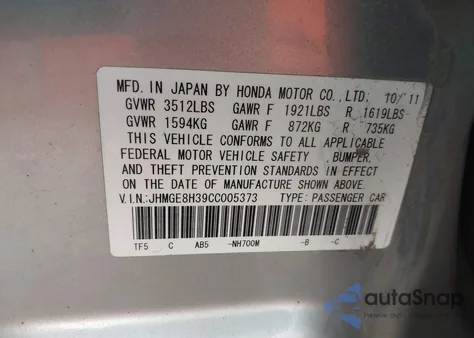 MFD. IN JAPAN BY HONDA MOTOR CO., LTD. 10/11
GVWR 3512LBS GAWR F 1921LBS R 1619LBS
GVWR 1594KG GAWR F 872KG R 735KG
THIS VEHICLE CONFORMS TO ALL APPLICABLE
FEDERAL MOTOR VEHICLE SAFETY, BUMPER,
AND THEFT PREVENTION STANDARDS IN EFFECT
ON THE DATE OF MANUFACTURE SHOWN ABOVE.
V.I.N.:JHMGE8H39CC005373 TYPE: PASSENGER CAR
TF5 C AB5 -NH700M -B -C
autoSnap